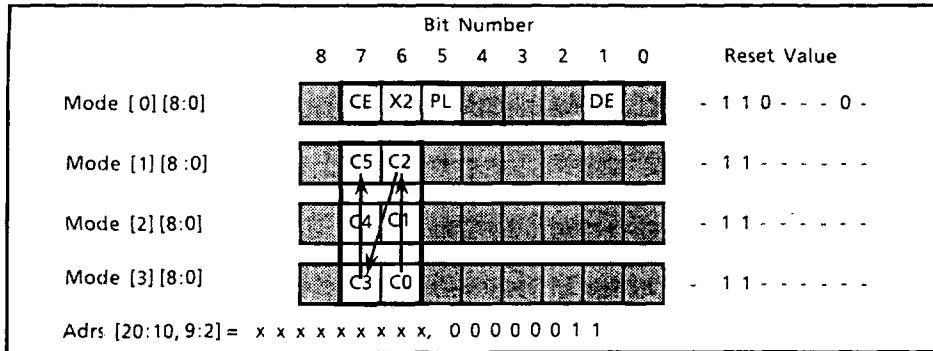 Bit Number
8 7 6 5 4 3 2 1 0 Reset Value
Mode [0][8:0] CE X2 PL DE - 1 1 0 - - - 0 -
Mode [1][8:0] C5 C2 - 1 1 - - - - - -
Mode [2][8:0] C4 C1 - 1 1 - - - - - -
Mode [3][8:0] C3 C0 - 1 1 - - - - - -
Adrs [20:10, 9:2] = x x x x x x x x x, 0 0 0 0 0 0 1 1